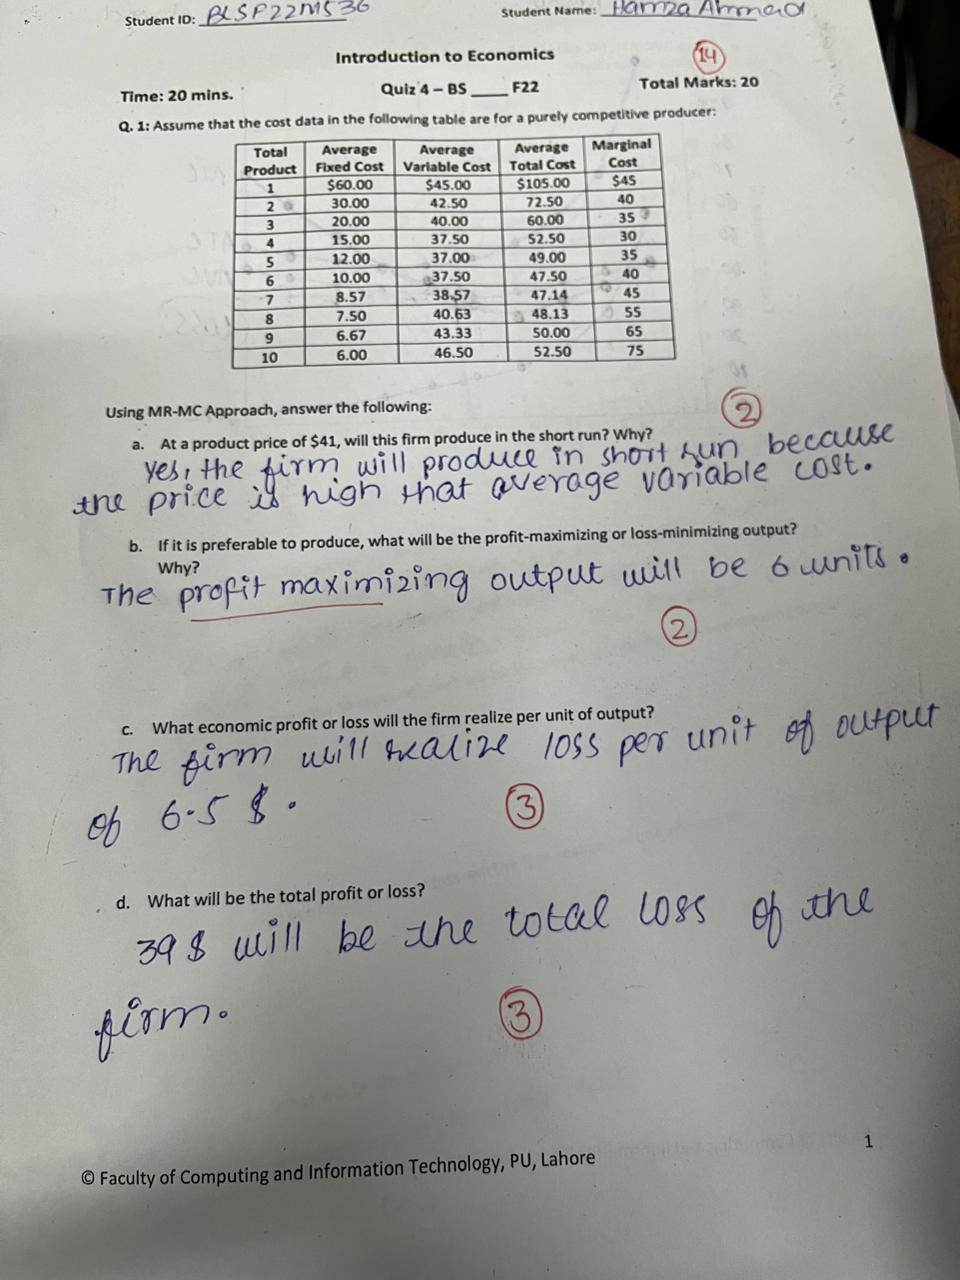 Student ID: BLSP22M536 Student Name: Hamza Ahmad
Introduction to Economics
14
Time: 20 mins. Quiz 4 – BS ____ F22 Total Marks: 20
Q. 1: Assume that the cost data in the following table are for a purely competitive producer:
Total Product Average Fixed Cost Average Variable Cost Average Total Cost Marginal Cost
1 $60.00 $45.00 $105.00 $45
2 30.00 42.50 72.50 40
3 20.00 40.00 60.00 35
4 15.00 37.50 52.50 30
5 12.00 37.00 49.00 35
6 10.00 37.50 47.50 40
7 8.57 38.57 47.14 45
8 7.50 40.63 48.13 55
9 6.67 43.33 50.00 65
10 6.00 46.50 52.50 75
Using MR-MC Approach, answer the following:
2
a. At a product price of $41, will this firm produce in the short run? Why?
Yes, the firm will produce in short run because
the price is high that average variable cost.
b. If it is preferable to produce, what will be the profit-maximizing or loss-minimizing output?
Why?
The profit maximizing output will be 6 units.
2
c. What economic profit or loss will the firm realize per unit of output?
The firm will realize loss per unit of output
of 6.5 $.
3
d. What will be the total profit or loss?
39 $ will be the total loss of the
firm.
3
1
© Faculty of Computing and Information Technology, PU, Lahore